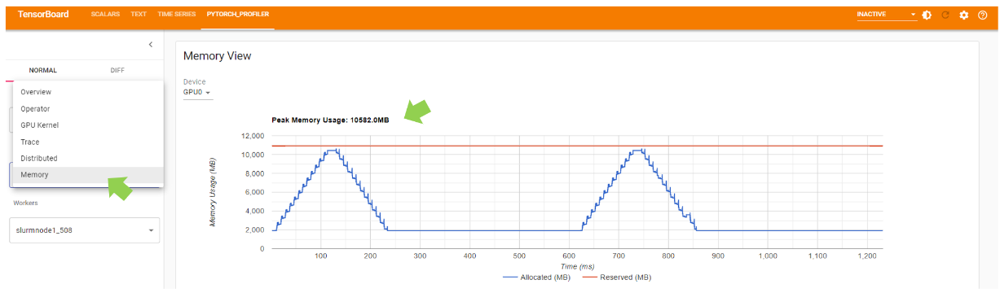 TensorBoard SCALARS TEXT TIME SERIES PYTORCH_PROFILER INACTIVE
NORMAL DIFF
Overview
Operator
GPU Kernel
Trace
Distributed
Memory
Workers
slurmnode1_508
Memory View
Device
GPU0
Peak Memory Usage: 10582.0MB
12,000
10,000
8,000
6,000
4,000
2,000
0
Memory Usage (MB)
100 200 300 400 500 600 700 800 900 1,000 1,100 1,200
Time (ms)
Allocated (MB) Reserved (MB)